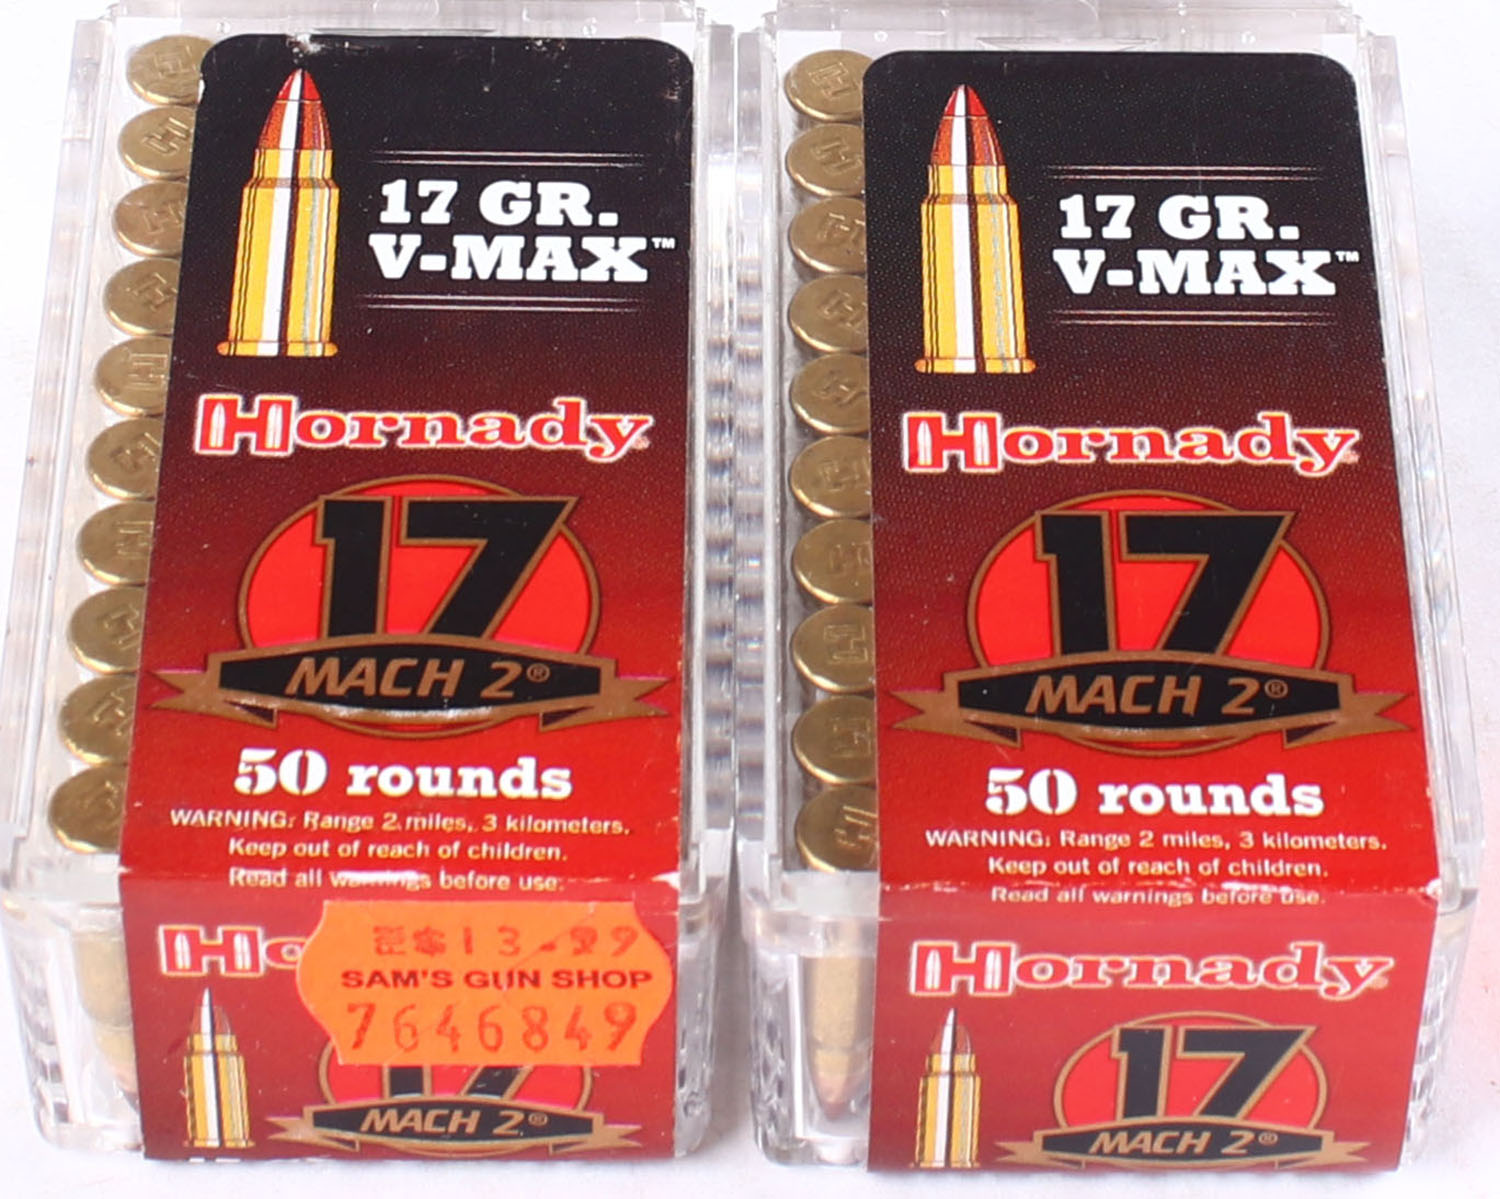 17 GR.
V-MAX™
Hornady
17
MACH 2®
50 rounds
WARNING: Range 2 miles, 3 kilometers.
Keep out of reach of children.
Read all warnings before use.
Ho
$13.99
SAM'S GUN SHOP
7646849
17
MACH 2®
17 GR.
V-MAX™
Hornady
17
MACH 2®
50 rounds
WARNING: Range 2 miles, 3 kilometers.
Keep out of reach of children.
Read all warnings before use.
Hornady
17
MACH 2®